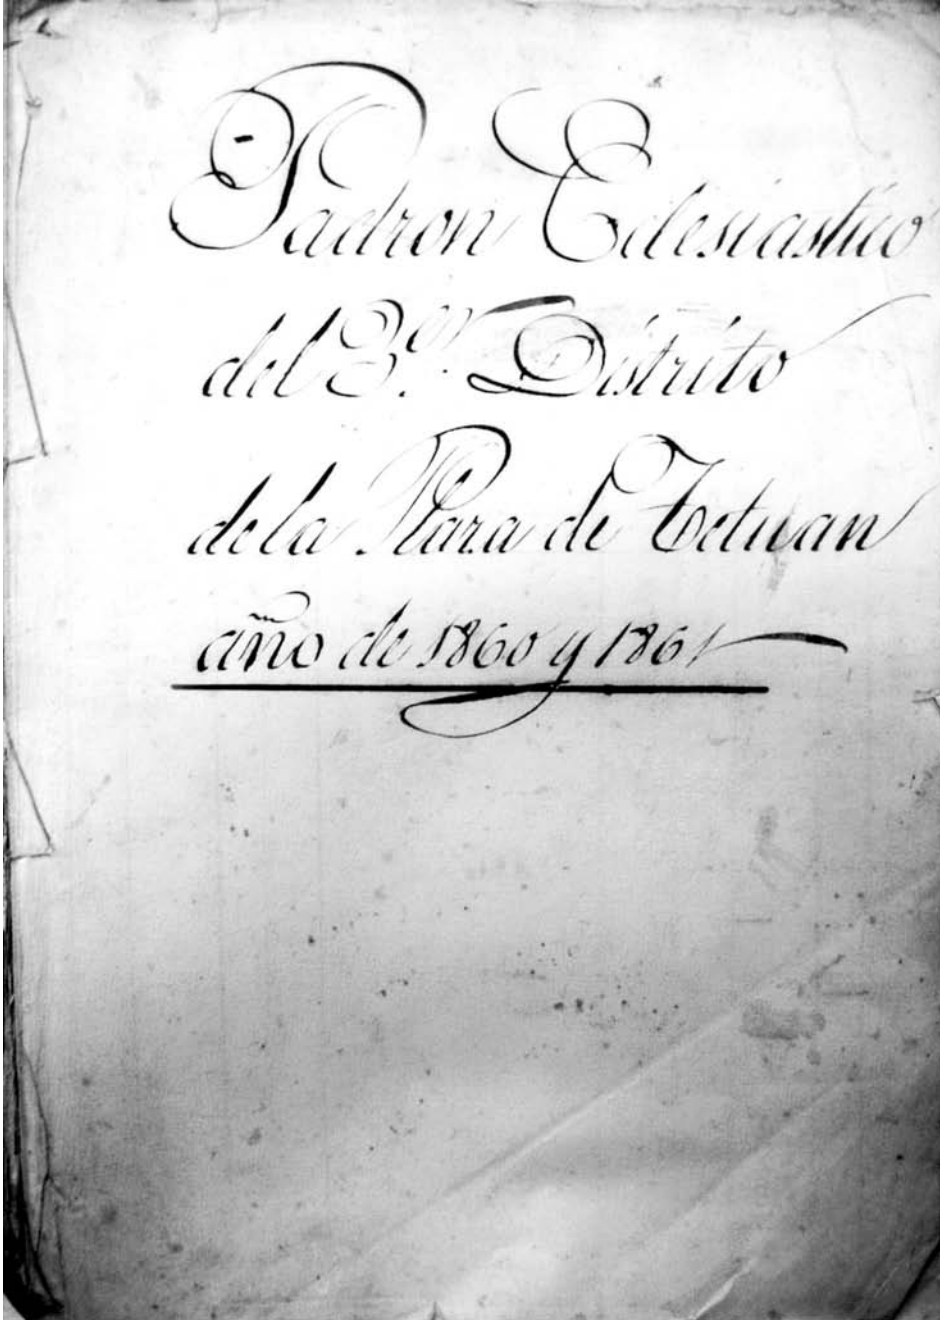 Padron Eclesiastico
del 3.er Distrito
de la Plaza de Tetuan
año de 1860 y 1861